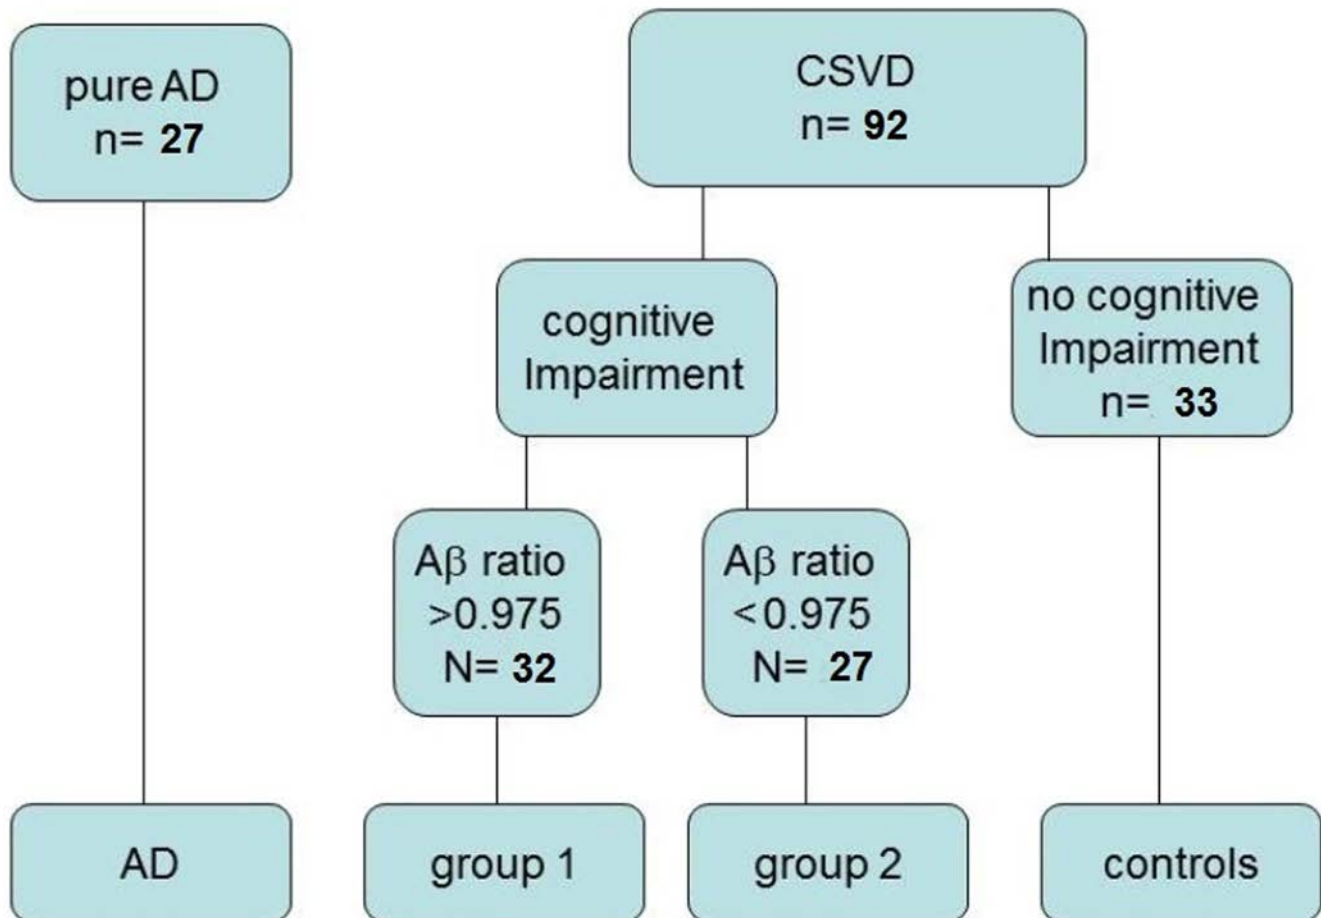 pure AD
n= 27
CSVD
n= 92
cognitive
Impairment
no cognitive
Impairment
n= 33
Aβ ratio
>0.975
N= 32
Aβ ratio
<0.975
N= 27
AD
group 1
group 2
controls